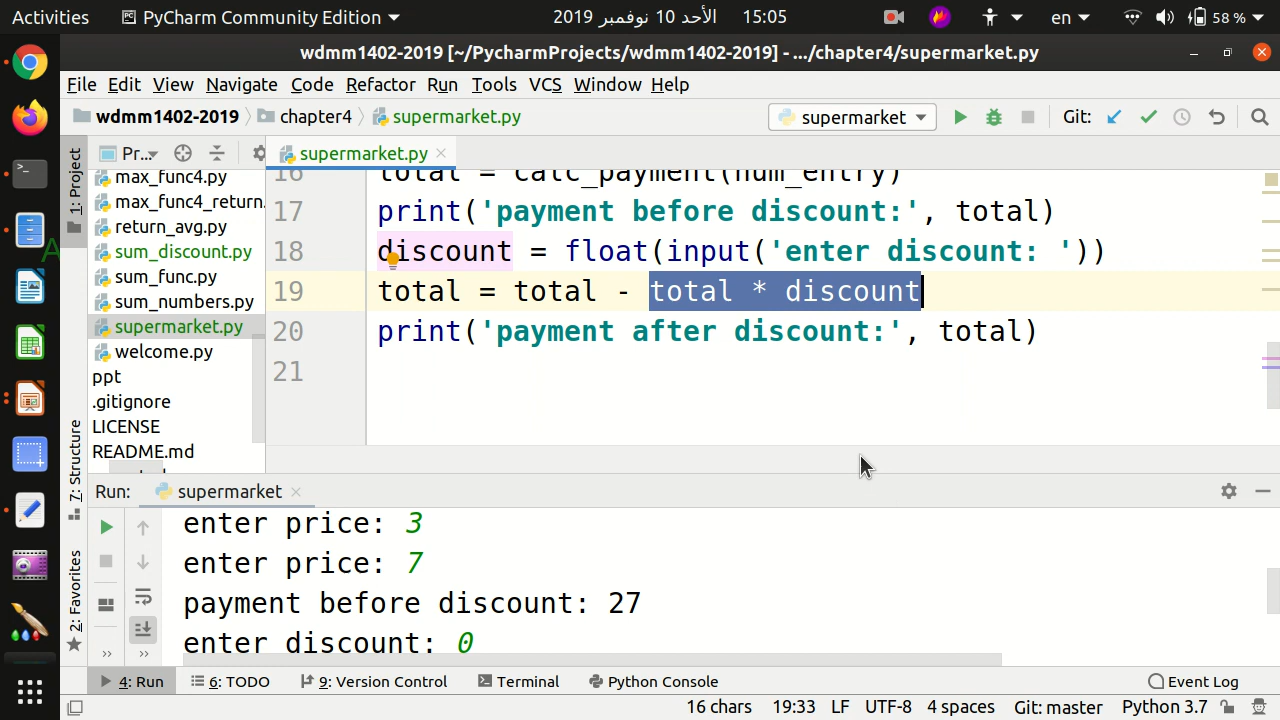 Activities PyCharm Community Edition الأحد 10 نوفمبر 2019 15:05 en 58 %
wdmm1402-2019 [~/PycharmProjects/wdmm1402-2019] - .../chapter4/supermarket.py
File Edit View Navigate Code Refactor Run Tools VCS Window Help
wdmm1402-2019 chapter4 supermarket.py supermarket Git:
1: Project
Pr...
supermarket.py
max_func4.py
max_func4_return.
return_avg.py
sum_discount.py
sum_func.py
sum_numbers.py
supermarket.py
welcome.py
ppt
.gitignore
LICENSE
README.md
16 total = calc_payment(num_entry)
17 print('payment before discount:', total)
18 discount = float(input('enter discount: '))
19 total = total - total * discount
20 print('payment after discount:', total)
21
7: Structure
2: Favorites
Run: supermarket
enter price: 3
enter price: 7
payment before discount: 27
enter discount: 0
4: Run 6: TODO 9: Version Control Terminal Python Console Event Log
16 chars 19:33 LF UTF-8 4 spaces Git: master Python 3.7